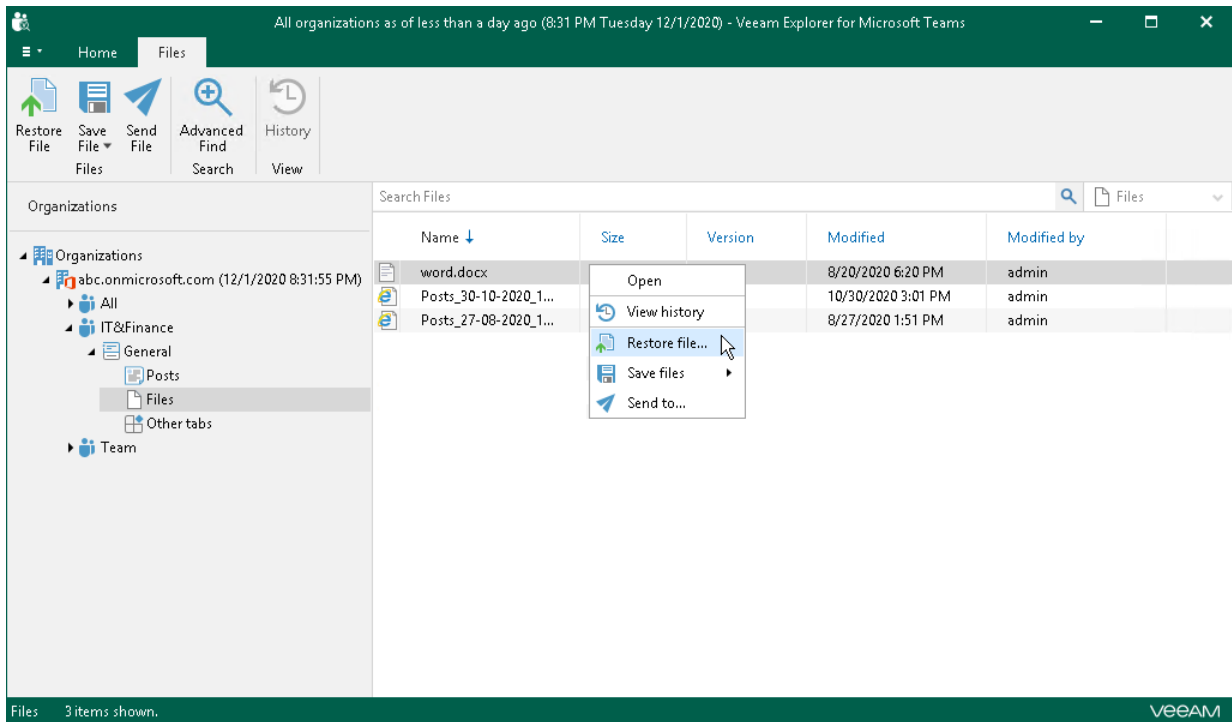 All organizations as of less than a day ago (8:31 PM Tuesday 12/1/2020) - Veeam Explorer for Microsoft Teams
Home Files
Restore File Save File Send File Advanced Find History
Files Search View
Organizations
Search Files Files
Name Size Version Modified Modified by
Organizations
abc.onmicrosoft.com (12/1/2020 8:31:55 PM)
All
IT&Finance
General
Posts
Files
Other tabs
Team
word.docx 8/20/2020 6:20 PM admin
Posts_30-10-2020_1... 10/30/2020 3:01 PM admin
Posts_27-08-2020_1... 8/27/2020 1:51 PM admin
Open
View history
Restore file...
Save files
Send to...
Files 3 items shown. VEEAM